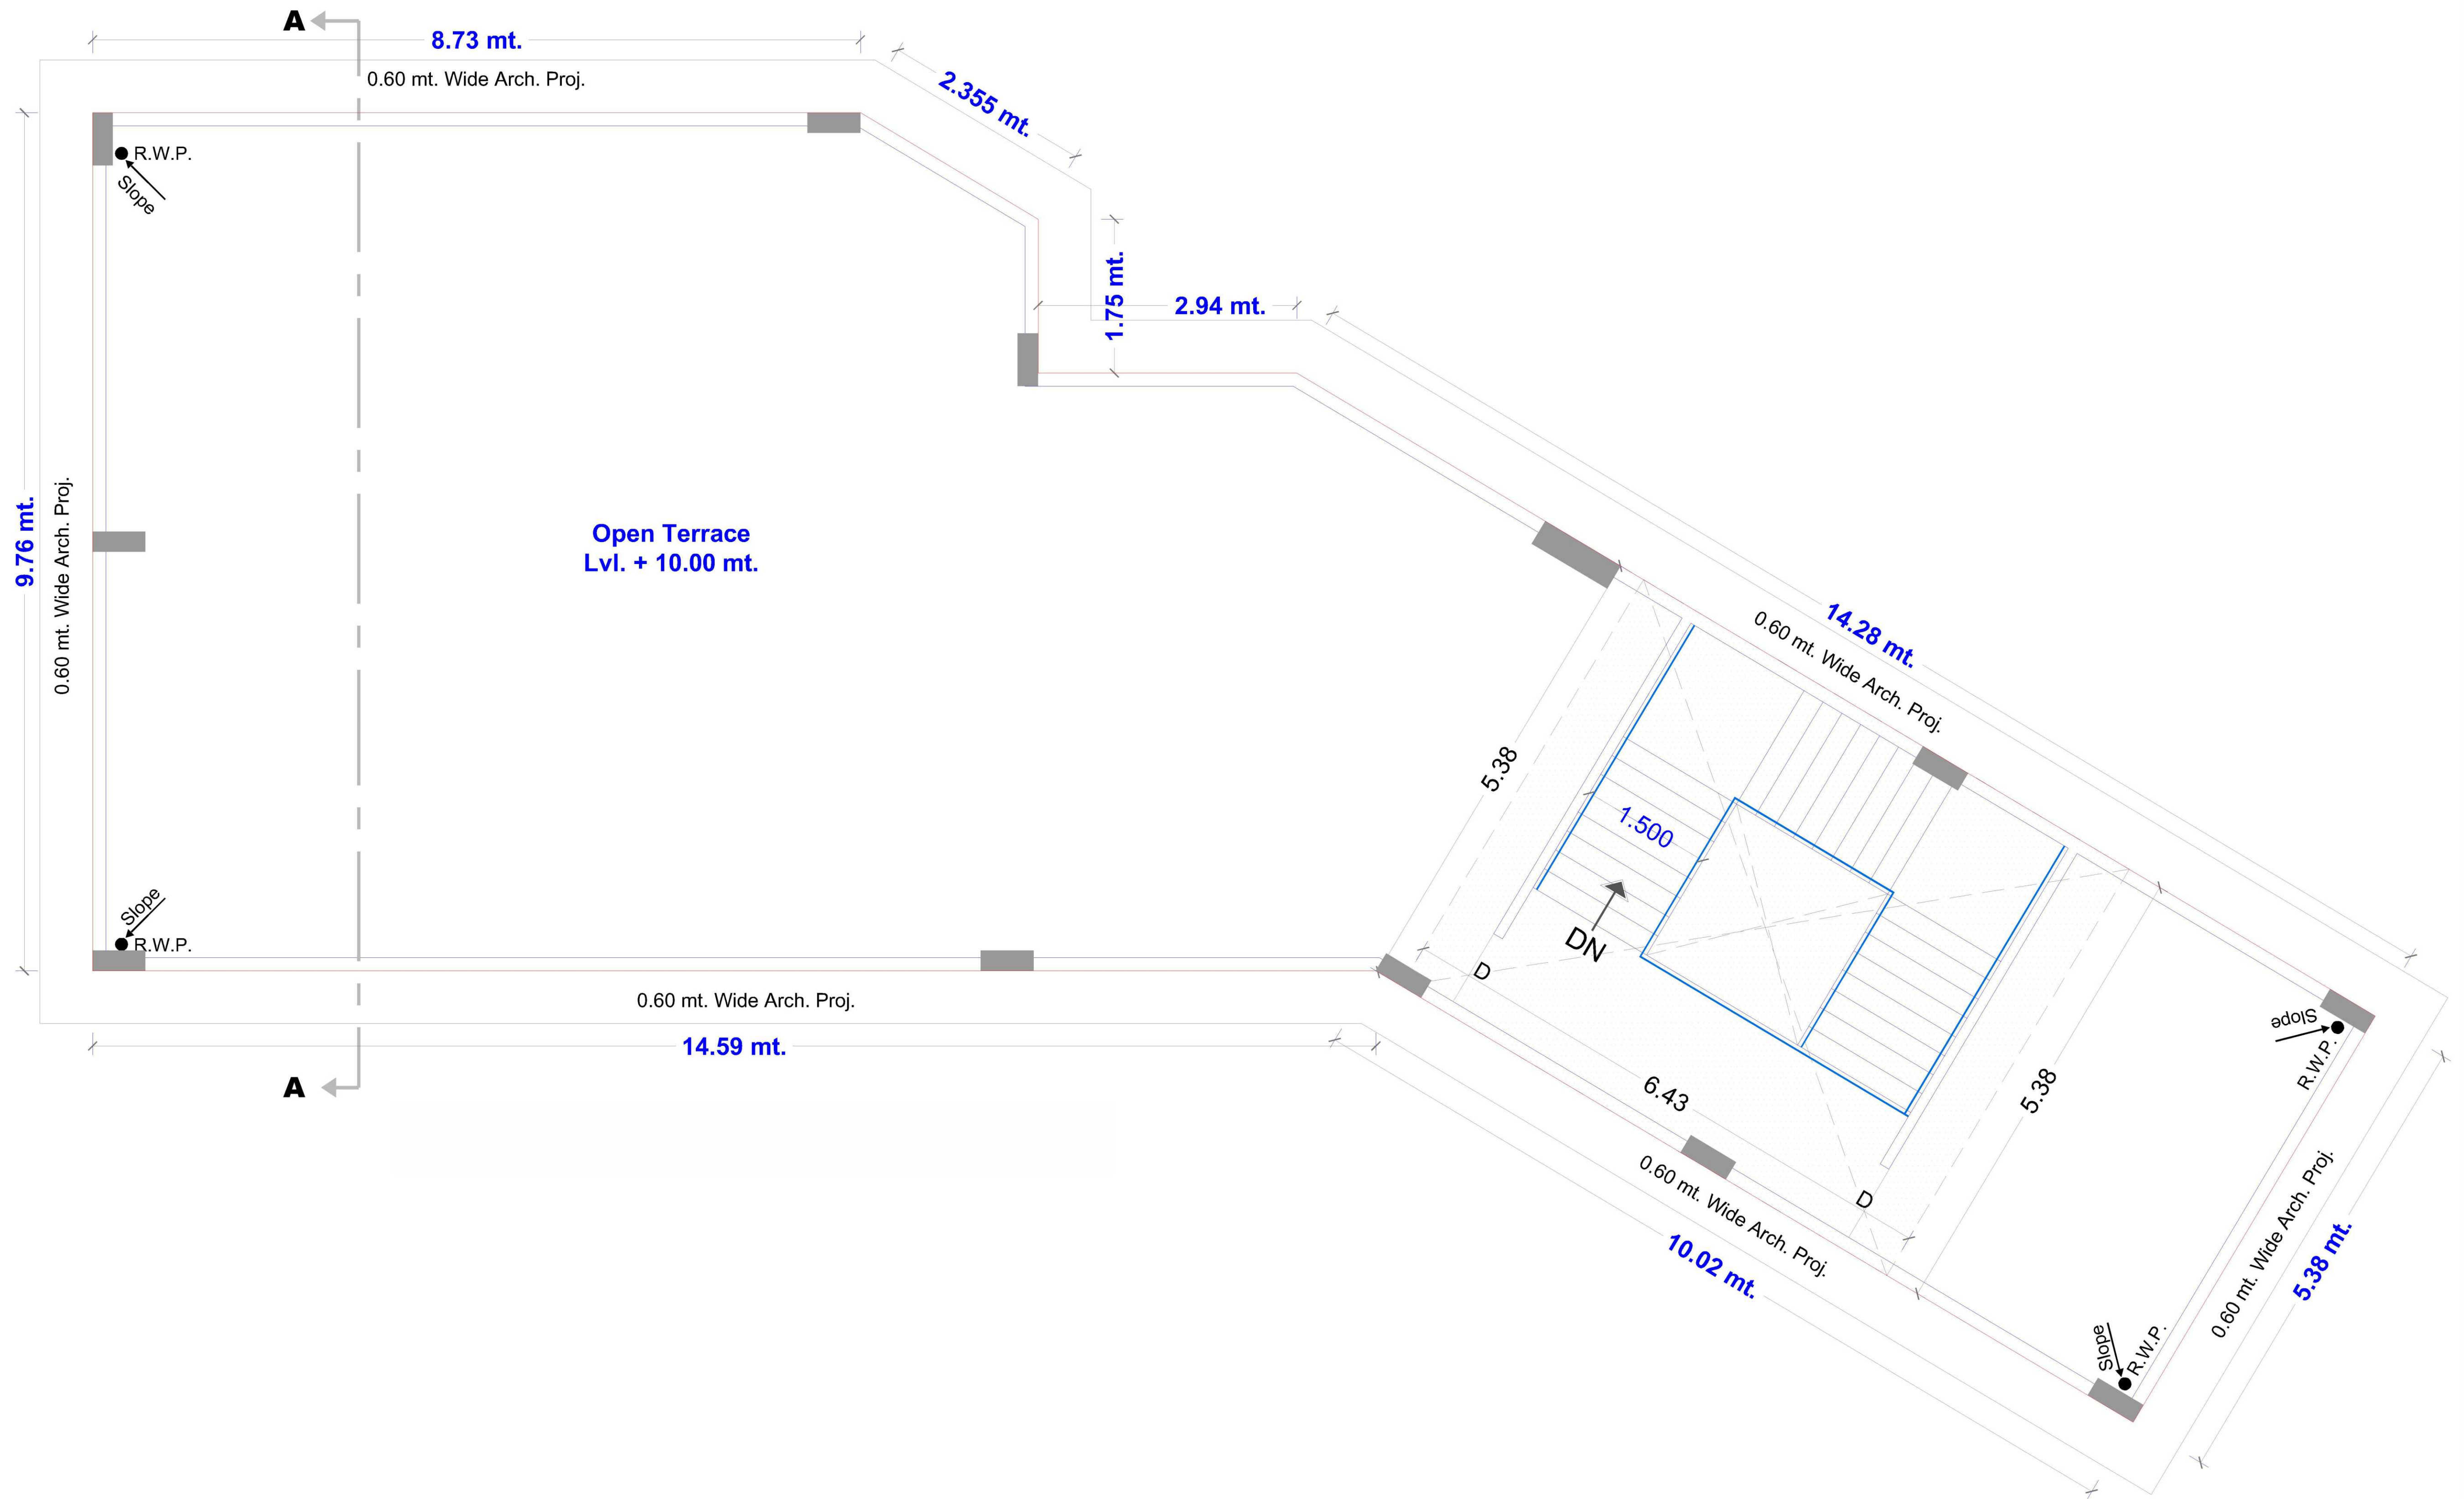 A
8.73 mt.
0.60 mt. Wide Arch. Proj.
2.355 mt.
R.W.P.
Slope
1.75 mt.
2.94 mt.
9.76 mt.
0.60 mt. Wide Arch. Proj.
Open Terrace
Lvl. + 10.00 mt.
14.28 mt.
0.60 mt. Wide Arch. Proj.
5.38
1.500
DN
Slope
R.W.P.
D
0.60 mt. Wide Arch. Proj.
14.59 mt.
A
6.43
5.38
D
0.60 mt. Wide Arch. Proj.
10.02 mt.
Slope
R.W.P.
0.60 mt. Wide Arch. Proj.
5.38 mt.
Slope
R.W.P.